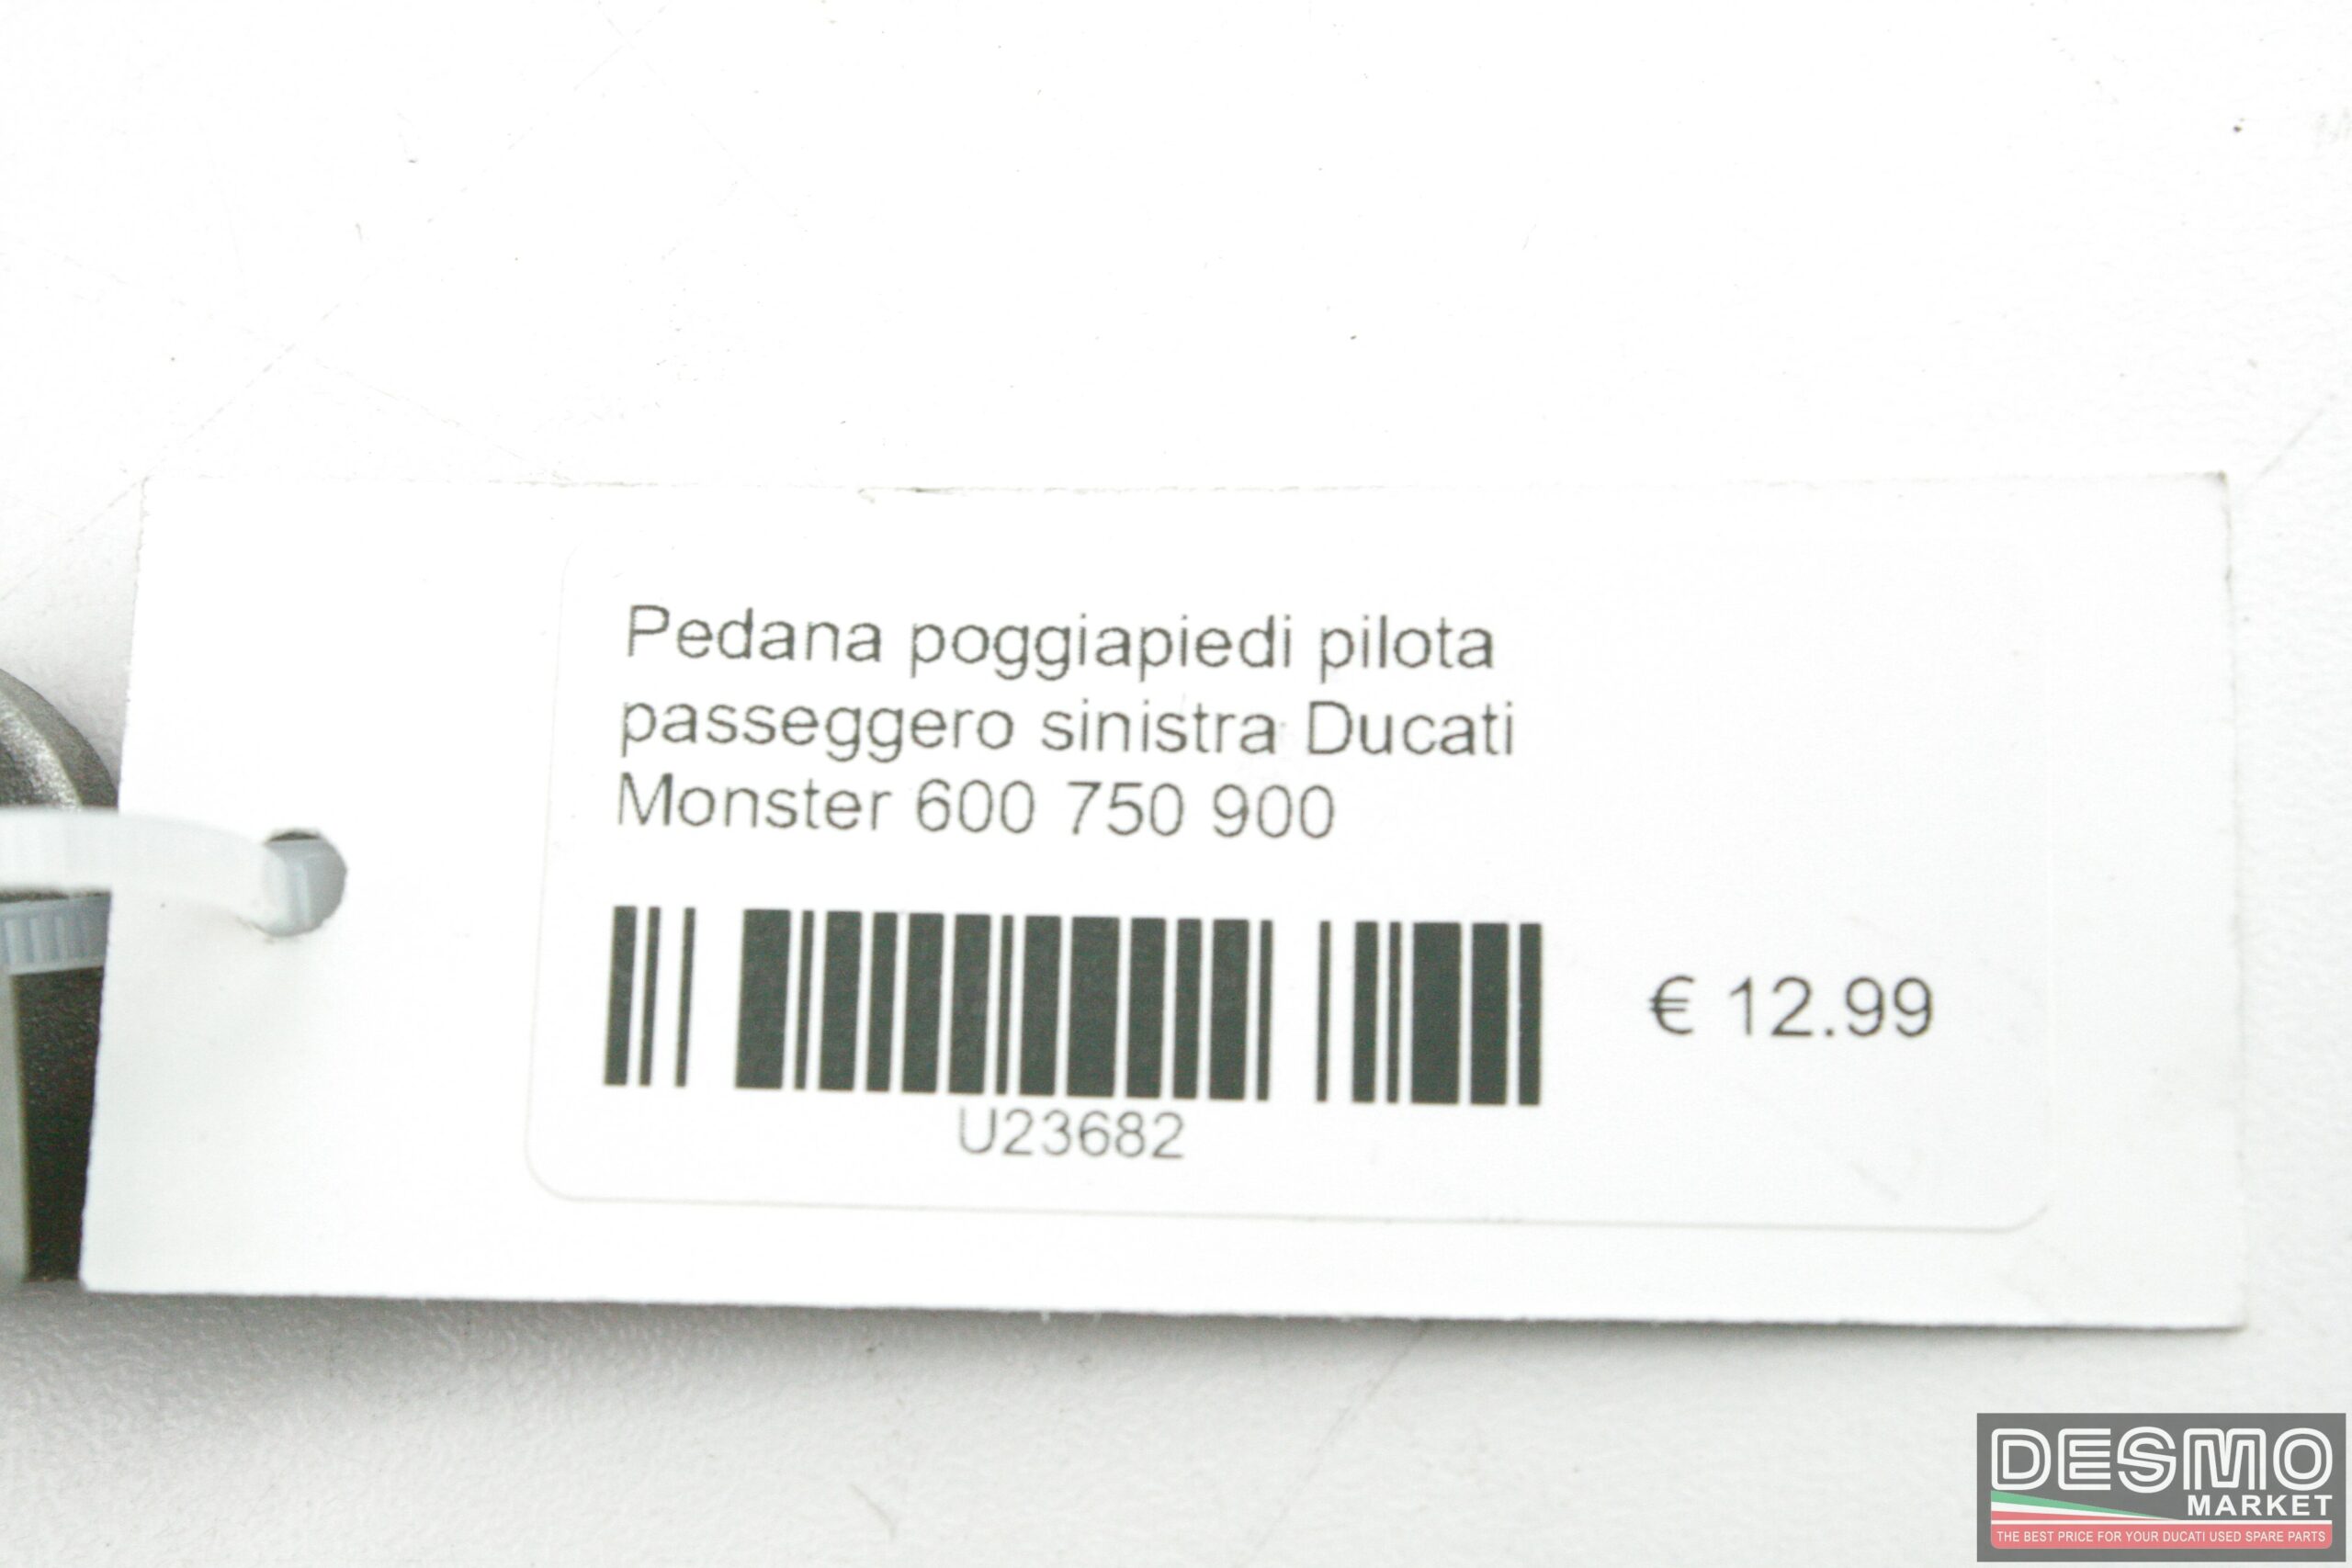 Pedana poggiapiedi pilota
passeggero sinistra Ducati
Monster 600 750 900
€ 12.99
U23682
DESMO
MARKET
THE BEST PRICE FOR YOUR DUCATI USED SPARE PARTS